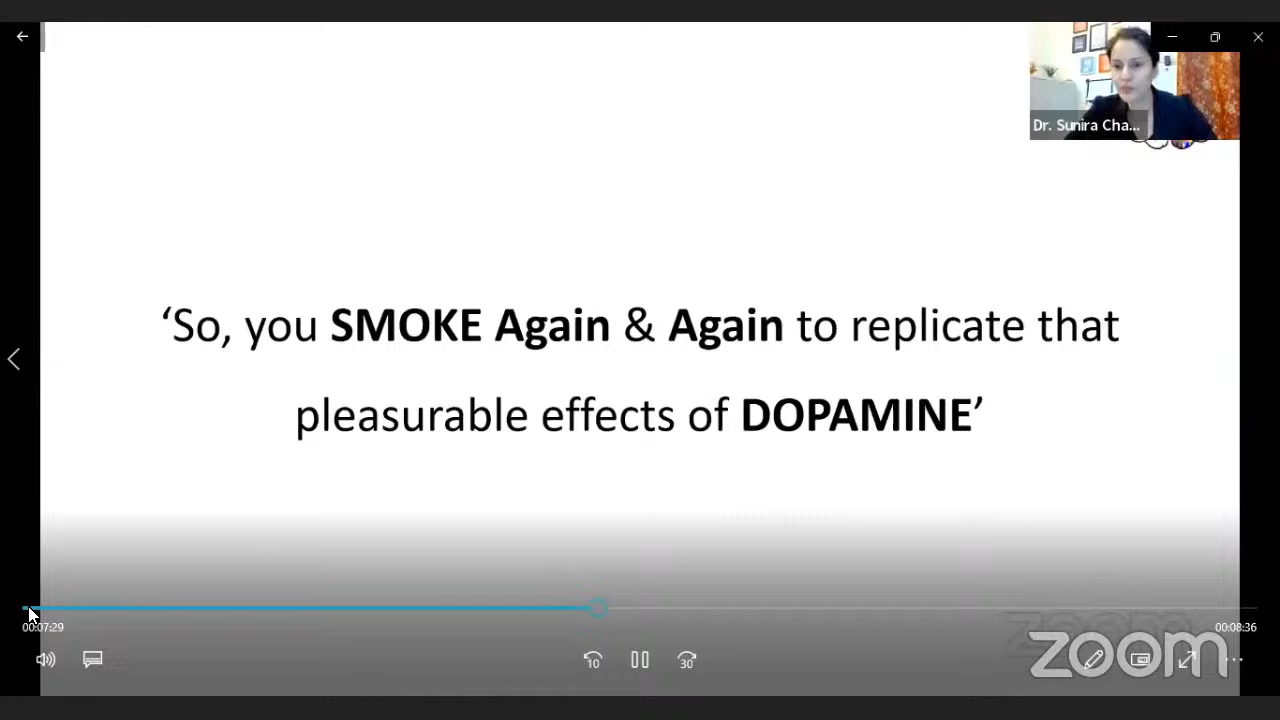 Dr. Sunira Cha...
‘So, you SMOKE Again & Again to replicate that
pleasurable effects of DOPAMINE’
00:07:29
00:08:36
10
30
zoom